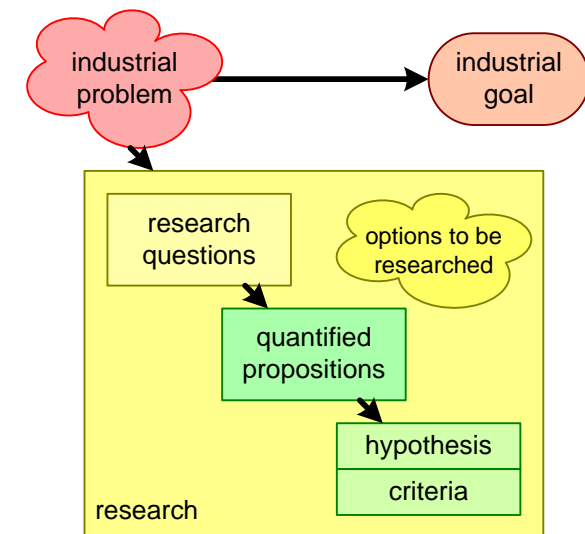 industrial
problem
industrial
goal
research
questions
options to be
researched
quantified
propositions
hypothesis
criteria
research